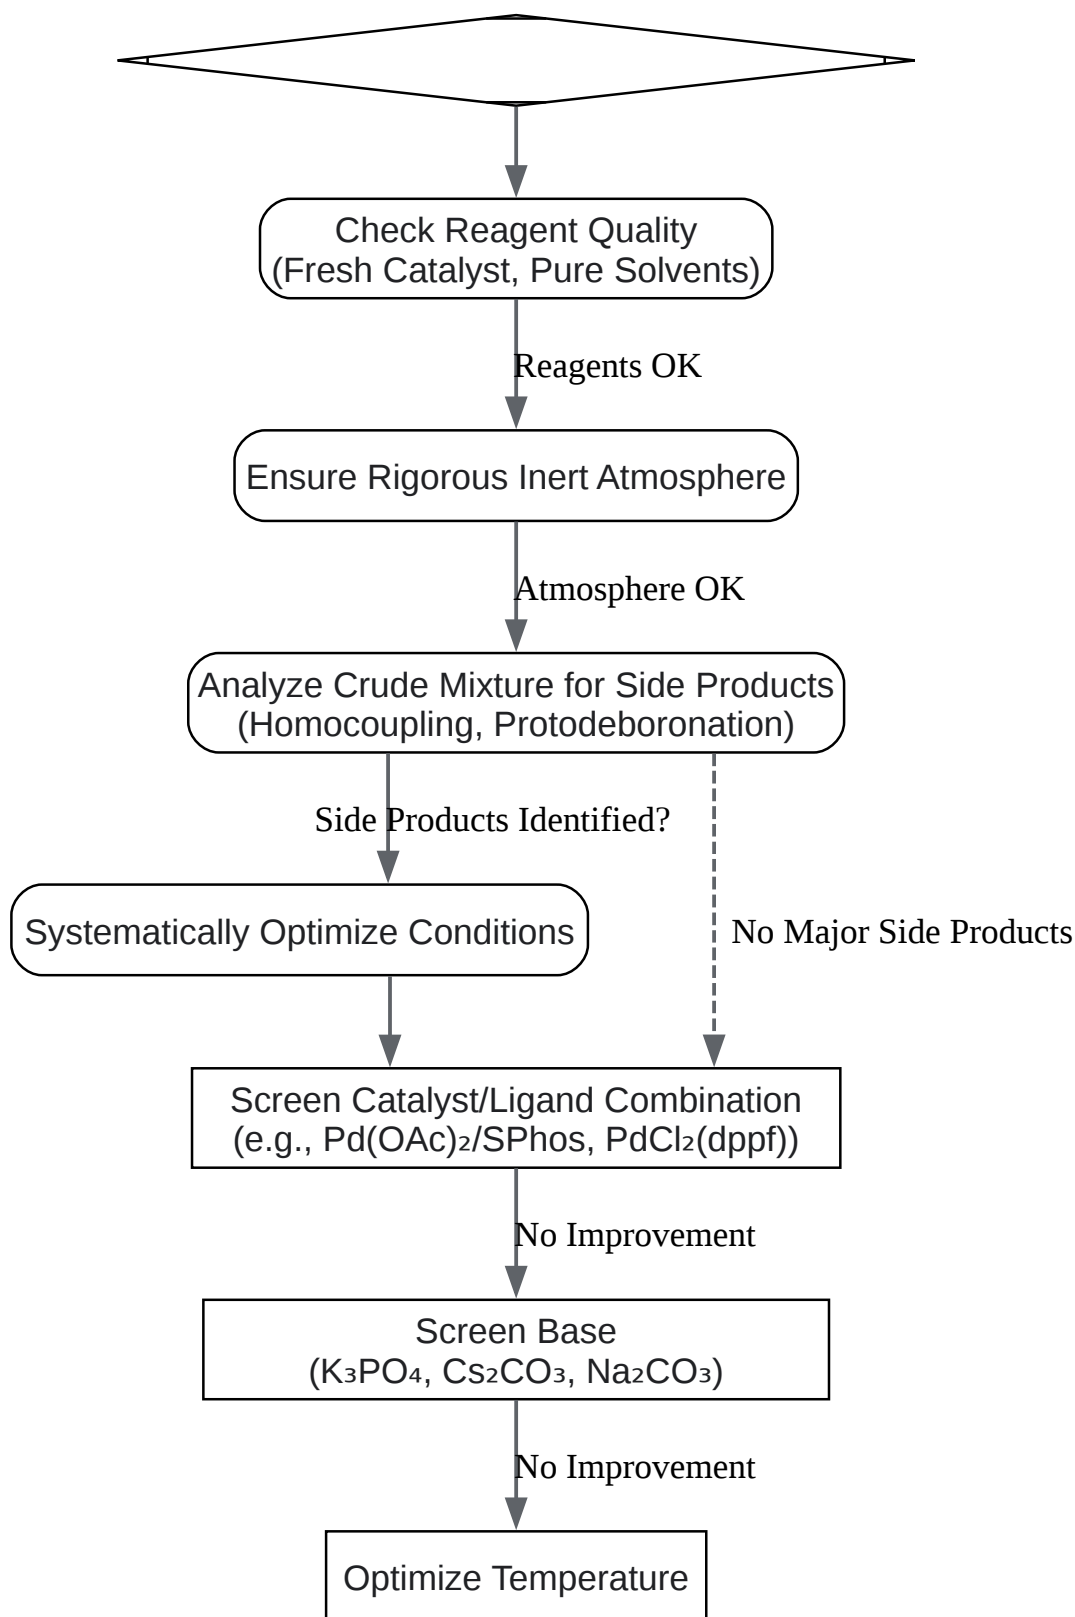 Check Reagent Quality
(Fresh Catalyst, Pure Solvents)
Reagents OK
Ensure Rigorous Inert Atmosphere
Atmosphere OK
Analyze Crude Mixture for Side Products
(Homocoupling, Protodeboronation)
Side Products Identified?
Systematically Optimize Conditions
No Major Side Products
Screen Catalyst/Ligand Combination
(e.g., Pd(OAc)₂/SPhos, PdCl₂(dppf))
No Improvement
Screen Base
(K₃PO₄, Cs₂CO₃, Na₂CO₃)
No Improvement
Optimize Temperature